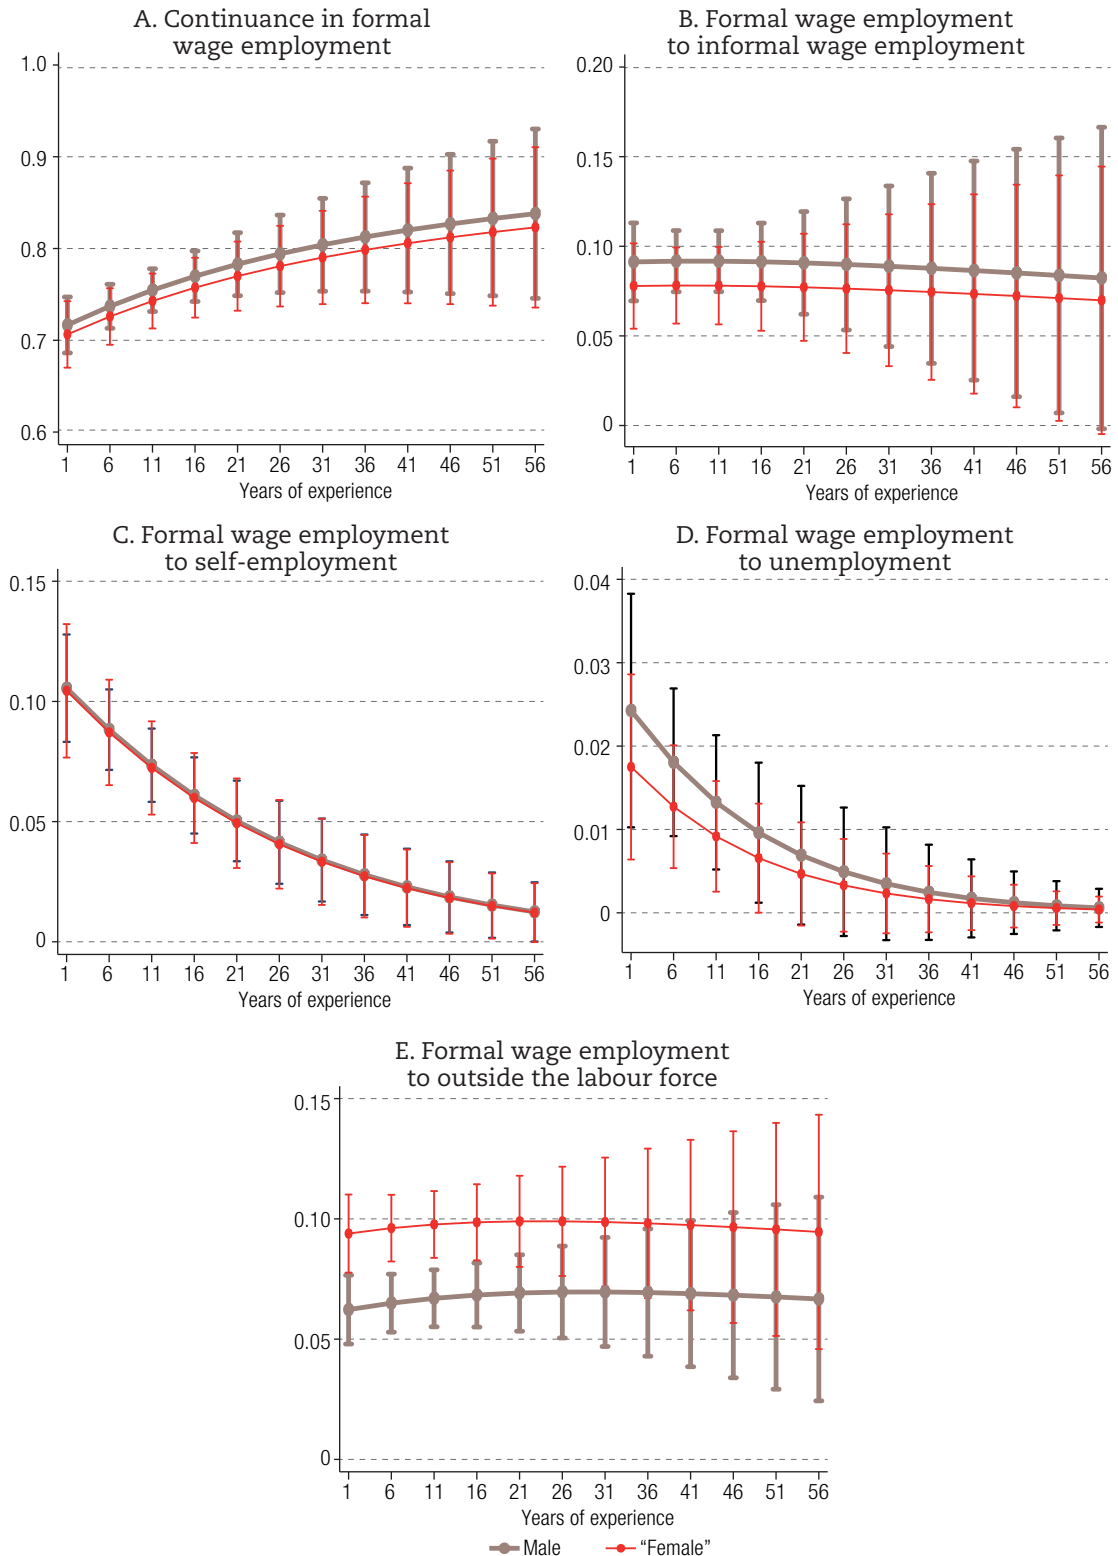 A. Continuance in formal
wage employment
1.0
0.9
0.8
0.7
0.6
1 6 11 16 21 26 31 36 41 46 51 56
Years of experience
B. Formal wage employment
to informal wage employment
0.20
0.15
0.10
0.05
0
1 6 11 16 21 26 31 36 41 46 51 56
Years of experience
C. Formal wage employment
to self-employment
0.15
0.10
0.05
0
1 6 11 16 21 26 31 36 41 46 51 56
Years of experience
D. Formal wage employment
to unemployment
0.04
0.03
0.02
0.01
0
1 6 11 16 21 26 31 36 41 46 51 56
Years of experience
E. Formal wage employment
to outside the labour force
0.15
0.10
0.05
0
1 6 11 16 21 26 31 36 41 46 51 56
Years of experience
Male "Female"